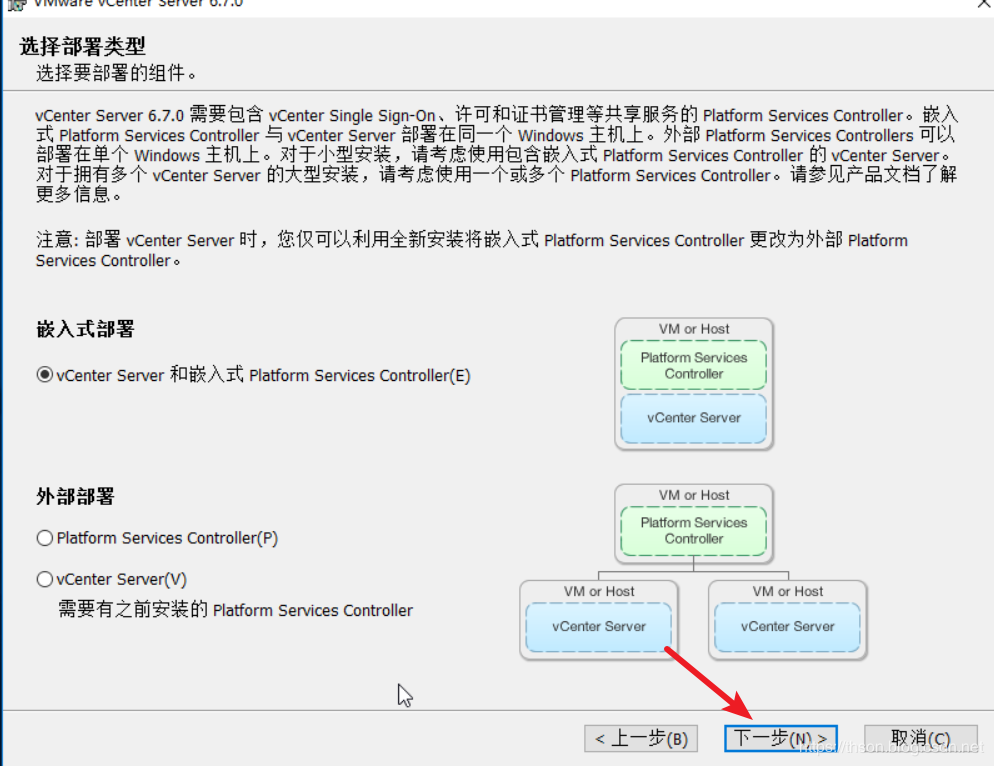 VMware vCenter Server 6.7.0
选择部署类型
选择要部署的组件。
vCenter Server 6.7.0 需要包含 vCenter Single Sign-On、许可和证书管理等共享服务的 Platform Services Controller。嵌入
式 Platform Services Controller 与 vCenter Server 部署在同一个 Windows 主机上。外部 Platform Services Controllers 可以
部署在单个 Windows 主机上。对于小型安装，请考虑使用包含嵌入式 Platform Services Controller 的 vCenter Server。
对于拥有多个 vCenter Server 的大型安装，请考虑使用一个或多个 Platform Services Controller。请参见产品文档了解
更多信息。
注意: 部署 vCenter Server 时，您仅可以利用全新安装将嵌入式 Platform Services Controller 更改为外部 Platform
Services Controller。
嵌入式部署
vCenter Server 和嵌入式 Platform Services Controller(E)
VM or Host
Platform Services
Controller
vCenter Server
外部部署
Platform Services Controller(P)
vCenter Server(V)
需要有之前安装的 Platform Services Controller
VM or Host
Platform Services
Controller
VM or Host
vCenter Server
VM or Host
vCenter Server
< 上一步(B)
下一步(N) >
取消(C)
https://thson.blog.csdn.net